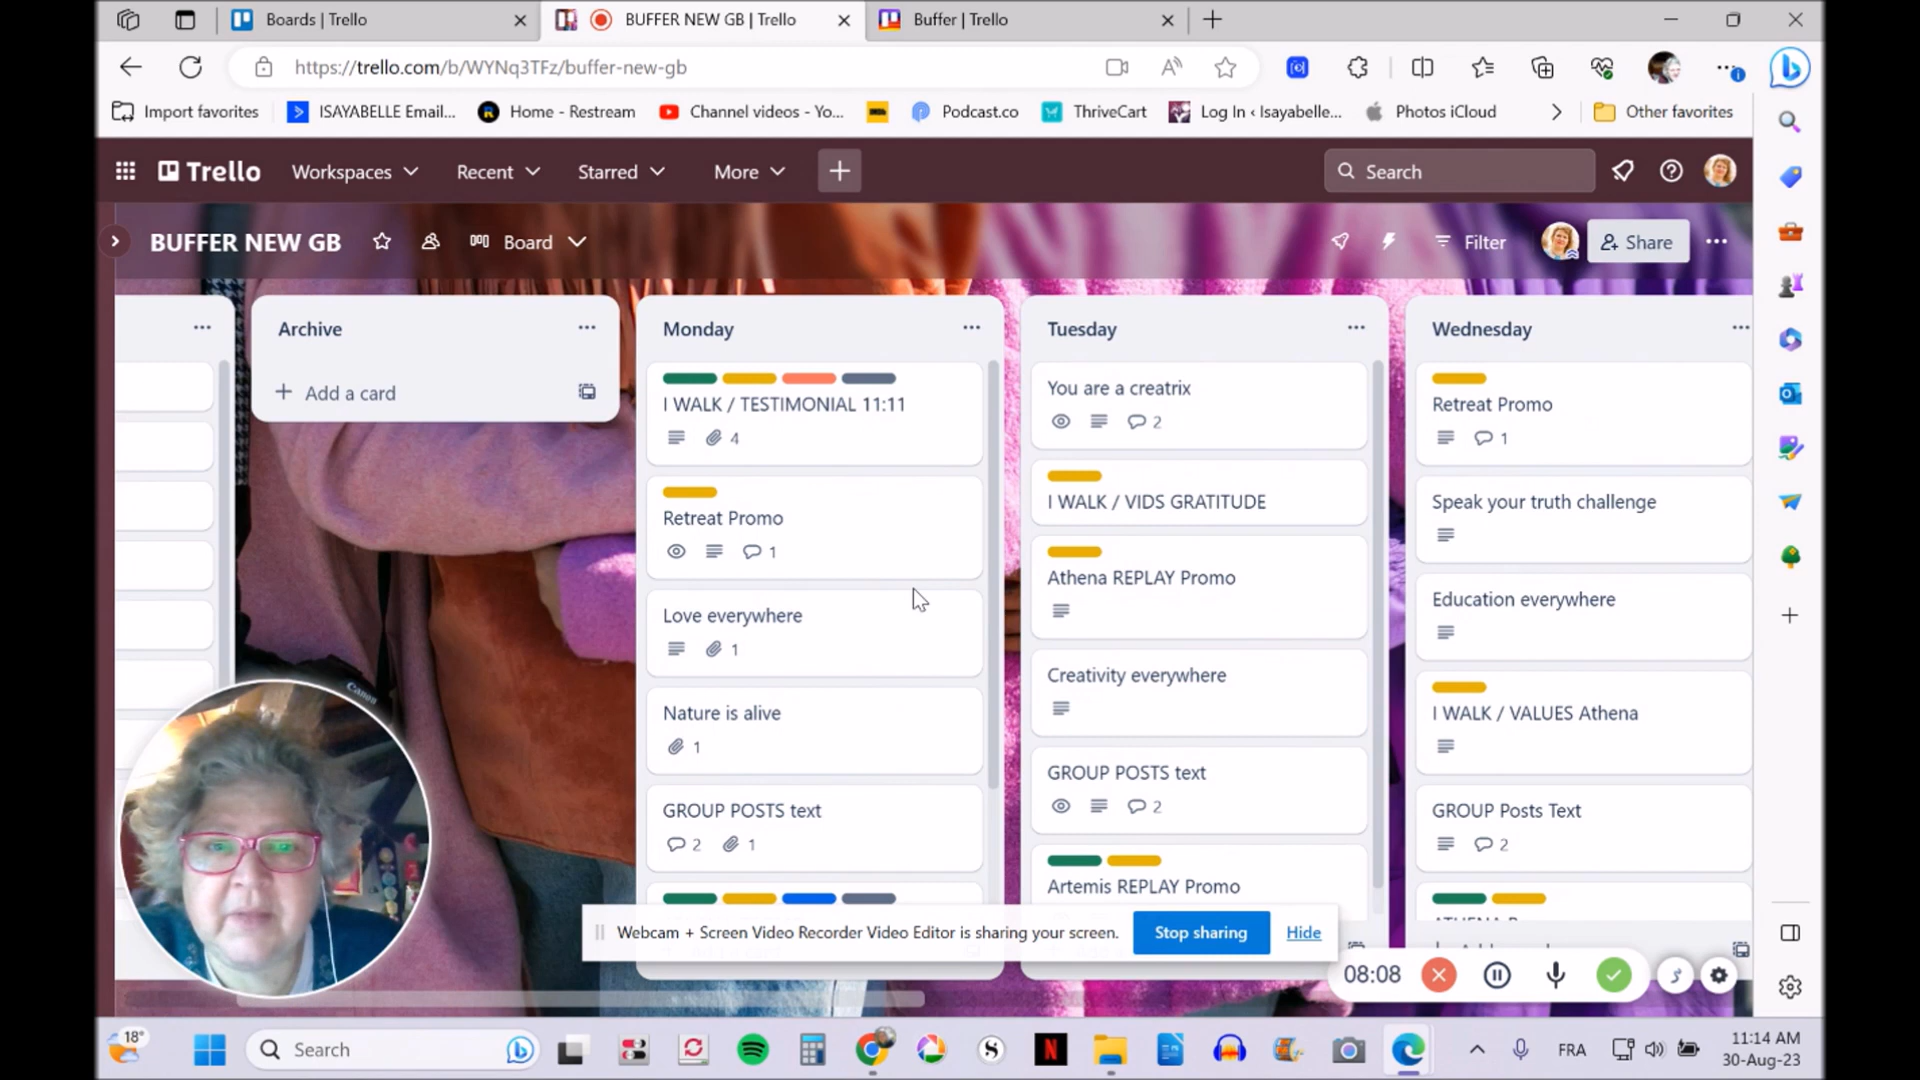 Boards | Trello
BUFFER NEW GB | Trello
Buffer | Trello
https://trello.com/b/WYNq3TFz/buffer-new-gb
Import favorites
ISAYABELLE Email...
Home - Restream
Channel videos - Yo...
Podcast.co
ThriveCart
Log In ‹ Isayabelle...
Photos iCloud
Other favorites
Trello
Workspaces
Recent
Starred
More
Search
BUFFER NEW GB
Board
Filter
Share
Archive
Add a card
Monday
I WALK / TESTIMONIAL 11:11
4
Retreat Promo
1
Love everywhere
1
Nature is alive
1
GROUP POSTS text
2
1
Tuesday
You are a creatrix
2
I WALK / VIDS GRATITUDE
Athena REPLAY Promo
Creativity everywhere
GROUP POSTS text
2
Artemis REPLAY Promo
Wednesday
Retreat Promo
1
Speak your truth challenge
Education everywhere
I WALK / VALUES Athena
GROUP Posts Text
2
Canon
Webcam + Screen Video Recorder Video Editor is sharing your screen.
Stop sharing
Hide
08:08
18°
Search
FRA
11:14 AM
30-Aug-23